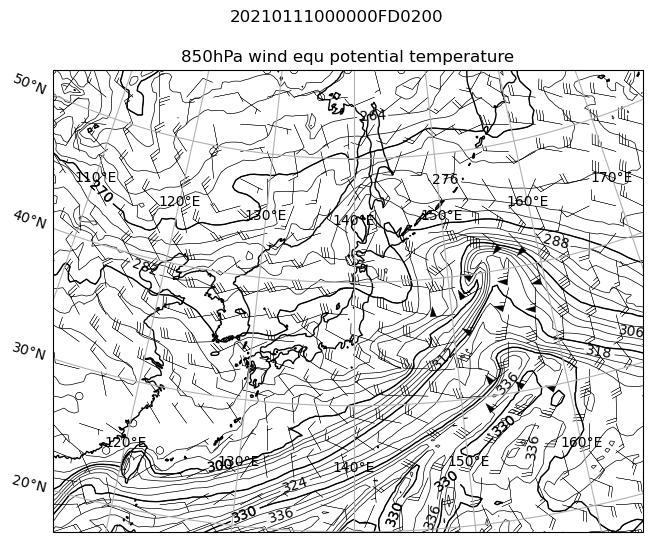 20210111000000FD0200
850hPa wind equ potential temperature
50°N
264
110°E
276
170°E
270
120°E
160°E
130°E
140°E
150°E
40°N
288
282
306
30°N
312
318
336
330
120°E
336
160°E
300
130°E
140°E
150°E
20°N
324
330
330
336
330
336